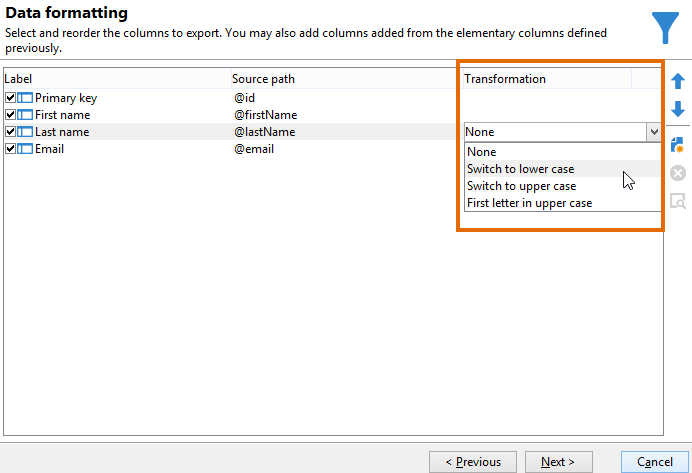 Data formatting
Select and reorder the columns to export. You may also add columns added from the elementary columns defined
previously.
Label Source path Transformation
Primary key @id
First name @firstName
Last name @lastName None
Email @email
None
Switch to lower case
Switch to upper case
First letter in upper case
< Previous Next > Cancel